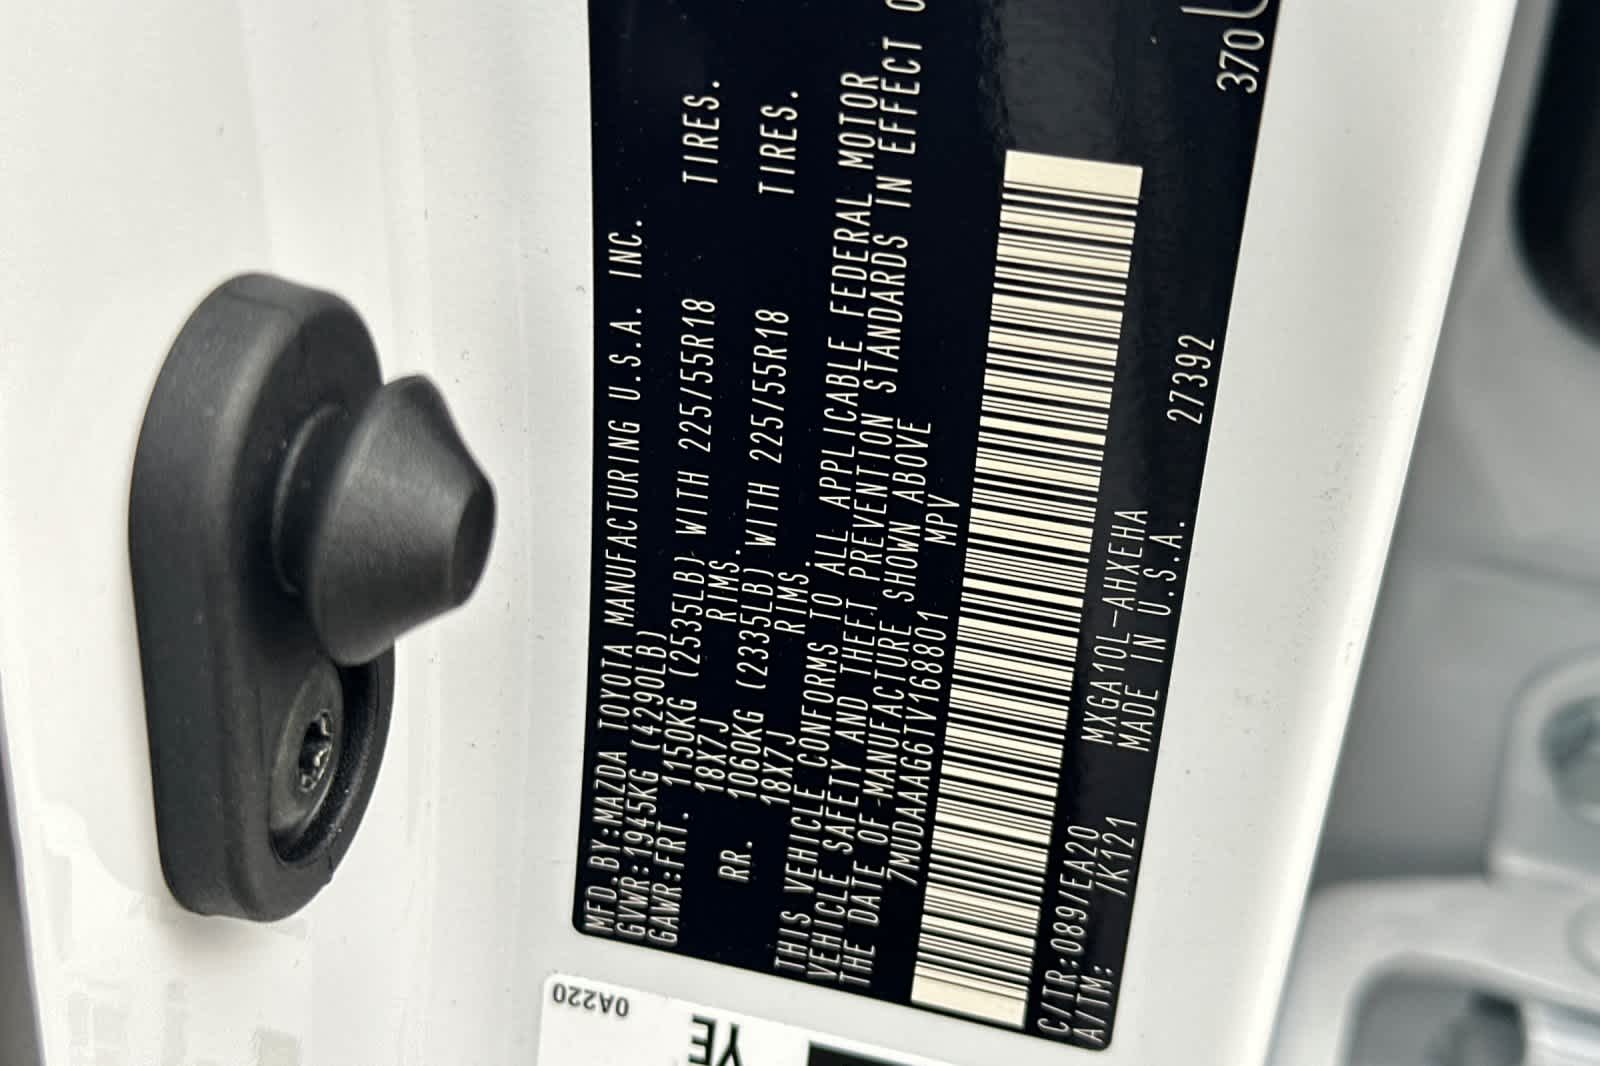 MFD.BY:MAZDA TOYOTA MANUFACTURING U.S.A. INC.
GVWR:1945KG (4290LB)
GAWR:FRT. 1150KG (2535LB) WITH 225/55R18 TIRES.
18X7J RIMS.
RR. 1060KG (2335LB) WITH 225/55R18 TIRES.
18X7J RIMS.
THIS VEHICLE CONFORMS TO ALL APPLICABLE FEDERAL MOTOR
VEHICLE SAFETY AND THEFT PREVENTION STANDARDS IN EFFECT O
THE DATE OF MANUFACTURE SHOWN ABOVE
7MUDAAAG6TV168801 MPV
C/TR:089/EA20 MXGA10L-AHXEHA 27392
A/TM: /K121 MADE IN U.S.A. 370
0A220
YE